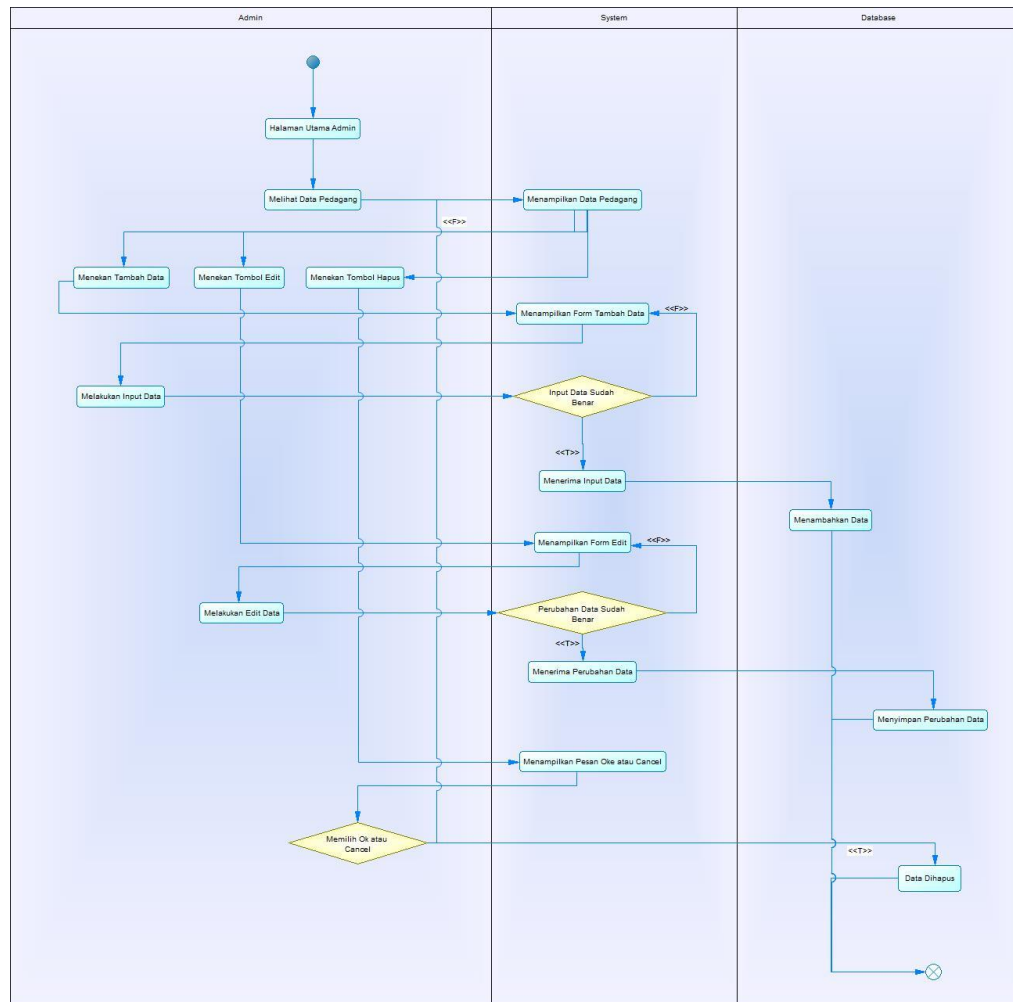 Admin
System
Database
Halaman Utama Admin
Melihat Data Pedagang
Menampilkan Data Pedagang
<<F>>
Menekan Tambah Data
Menekan Tombol Edit
Menekan Tombol Hapus
Menampilkan Form Tambah Data
<<F>>
Melakukan Input Data
Input Data Sudah
Benar
<<T>>
Menerima Input Data
Menambahkan Data
Menampilkan Form Edit
<<F>>
Melakukan Edit Data
Perubahan Data Sudah
Benar
<<T>>
Menerima Perubahan Data
Menyimpan Perubahan Data
Menampilkan Pesan Oke atau Cancel
Memilih Ok atau
Cancel
<<T>>
Data Dihapus